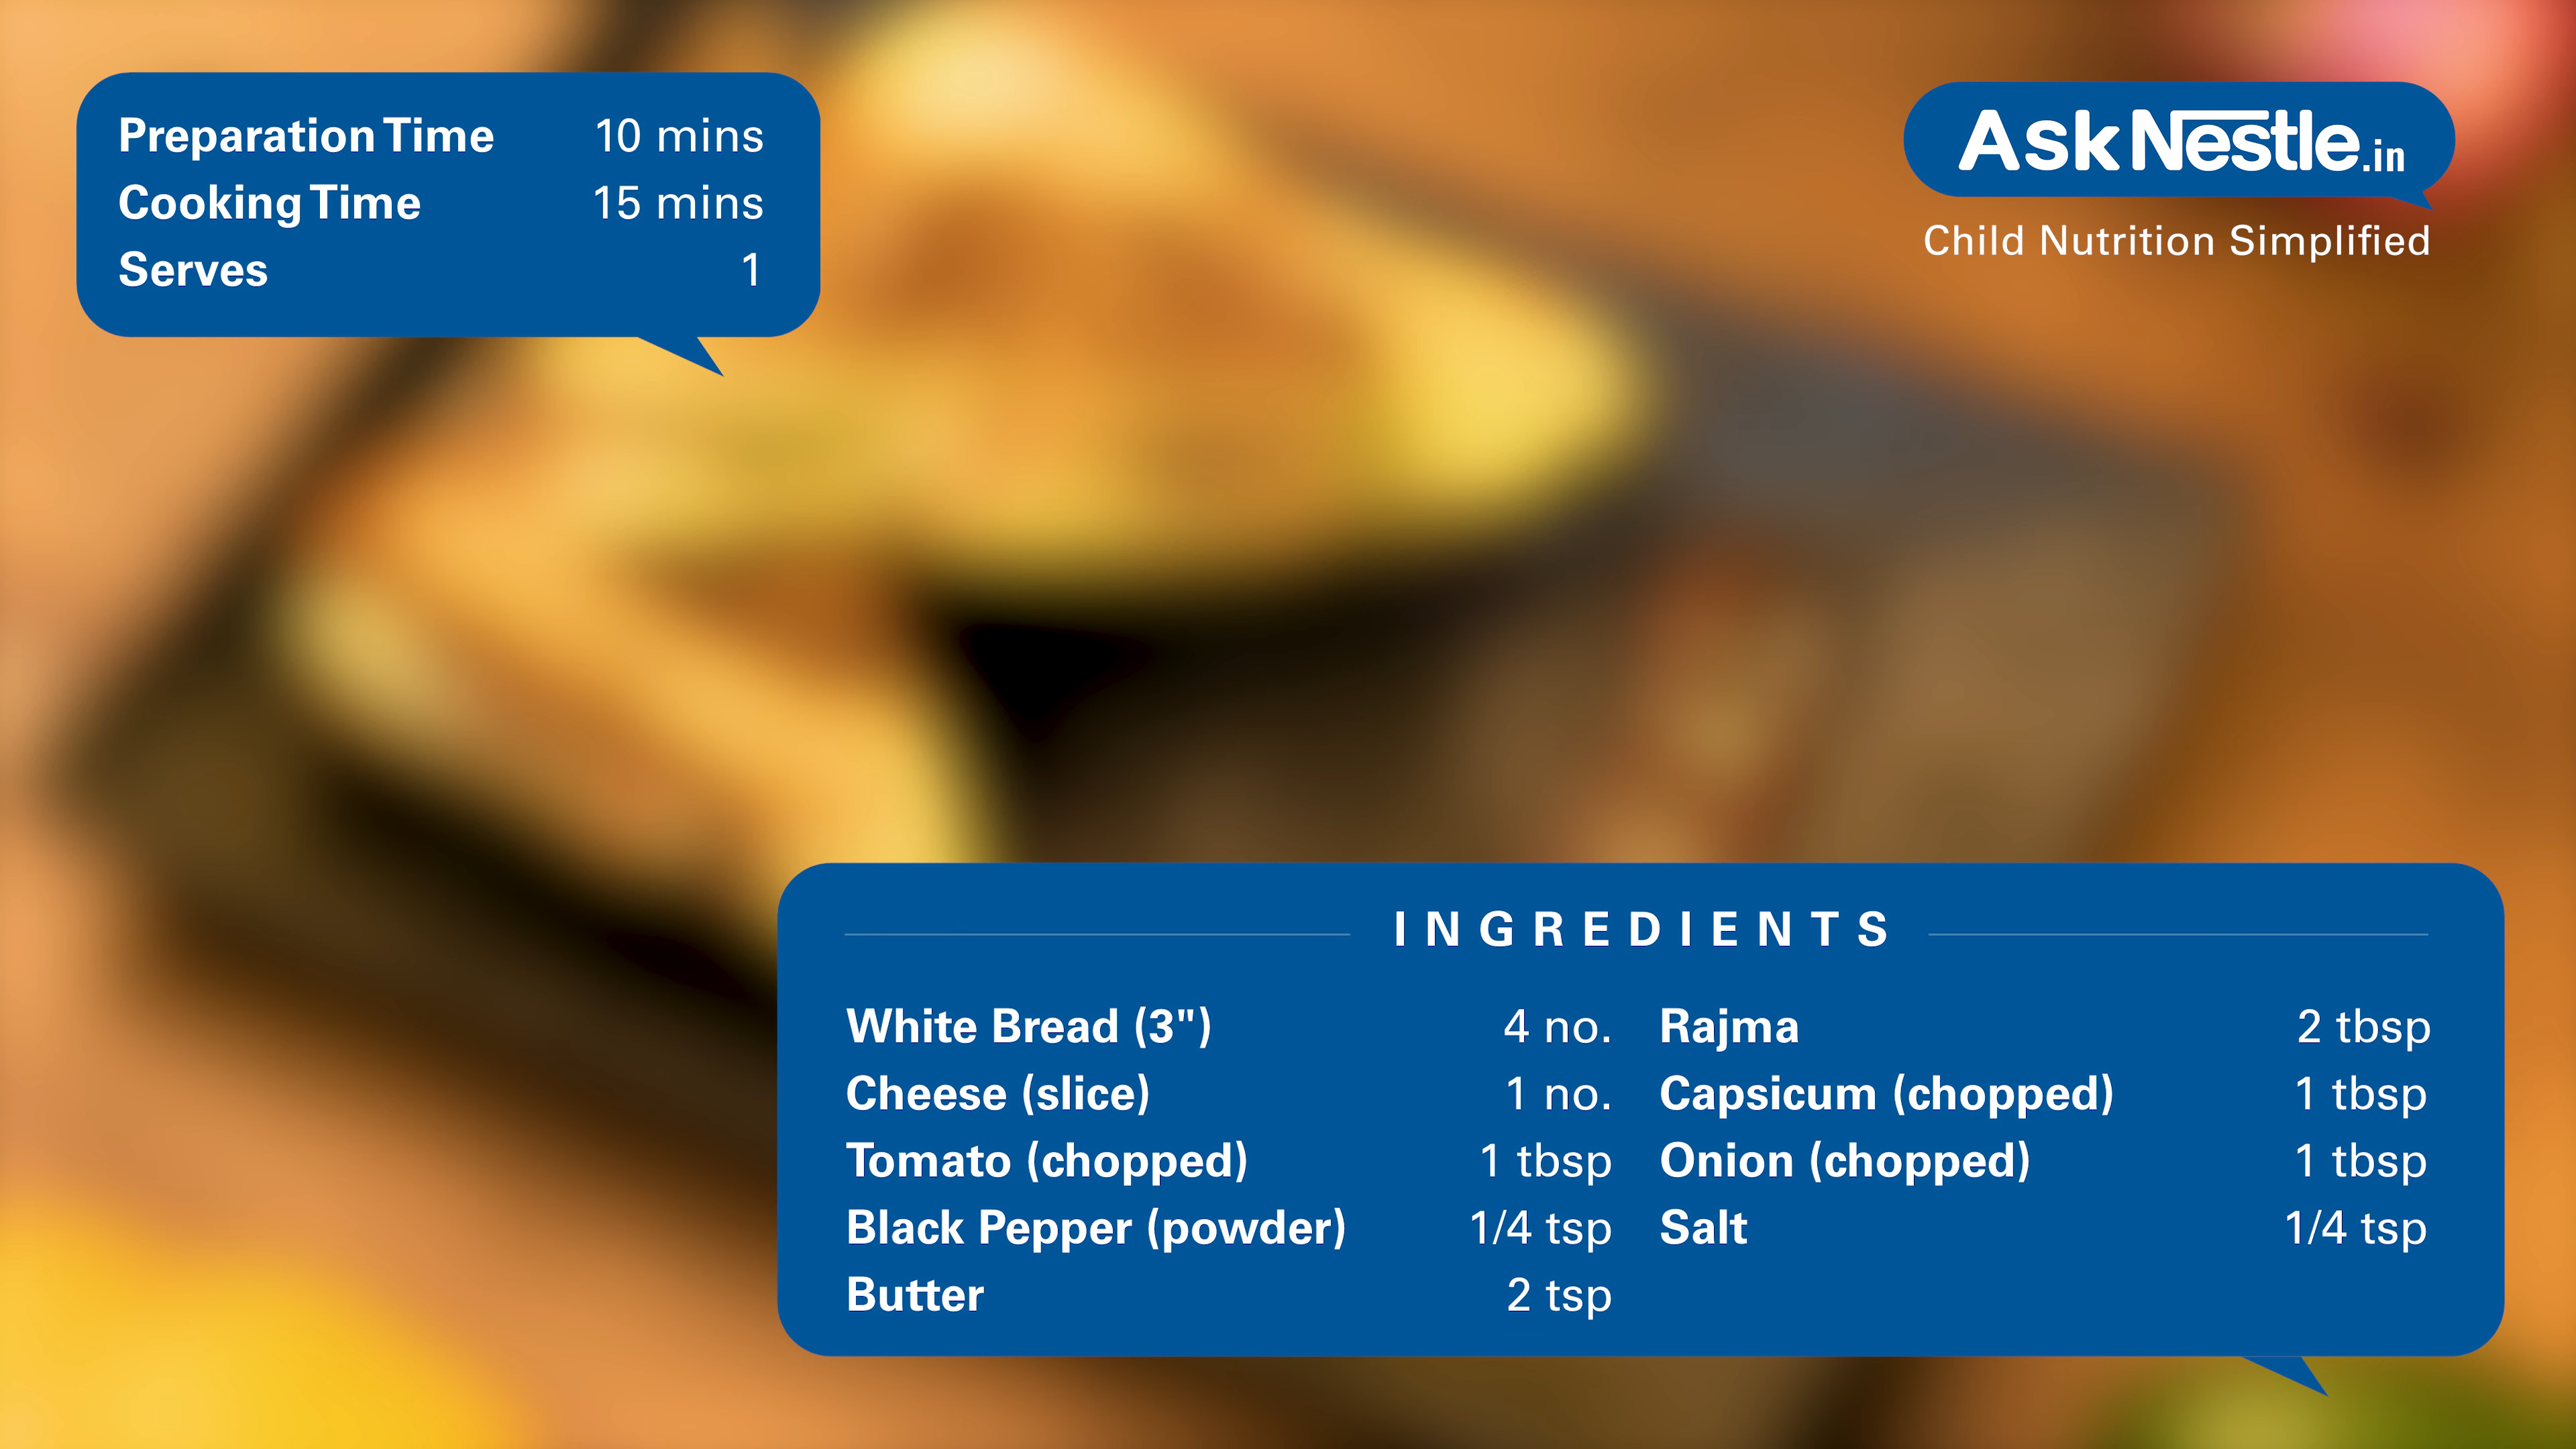 Preparation Time 10 mins
Cooking Time 15 mins
Serves 1
AskNestle.in
Child Nutrition Simplified
INGREDIENTS
White Bread (3") 4 no. Rajma 2 tbsp
Cheese (slice) 1 no. Capsicum (chopped) 1 tbsp
Tomato (chopped) 1 tbsp Onion (chopped) 1 tbsp
Black Pepper (powder) 1/4 tsp Salt 1/4 tsp
Butter 2 tsp